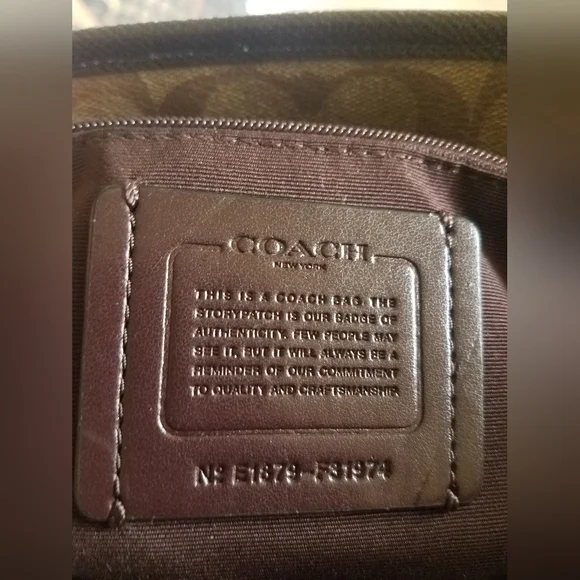 COACH
NEW YORK
THIS IS A COACH BAG. THE
STORYPATCH IS OUR BADGE OF
AUTHENTICITY. FEW PEOPLE MAY
SEE IT, BUT IT WILL ALWAYS BE A
REMINDER OF OUR COMMITMENT
TO QUALITY AND CRAFTSMANSHIP.
Nº E1879-F31974